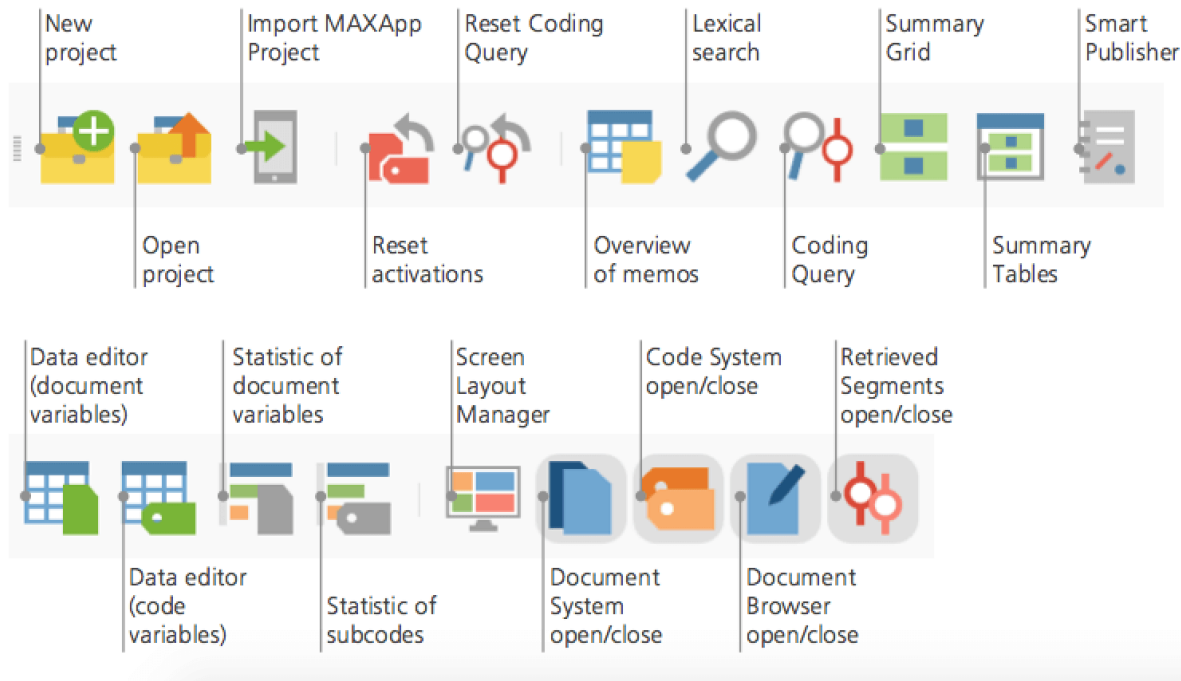 New
project
Import MAXApp
Project
Reset Coding
Query
Lexical
search
Summary
Grid
Smart
Publisher
Open
project
Reset
activations
Overview
of memos
Coding
Query
Summary
Tables
Data editor
(document
variables)
Statistic of
document
variables
Screen
Layout
Manager
Code System
open/close
Retrieved
Segments
open/close
Data editor
(code
variables)
Statistic of
subcodes
Document
System
open/close
Document
Browser
open/close